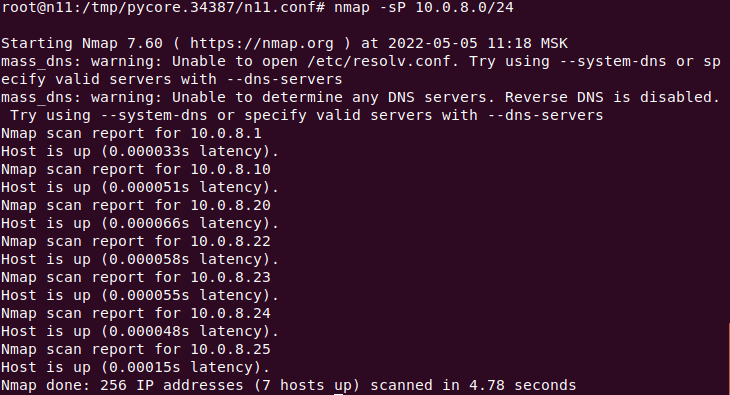 root@n11:/tmp/pycore.34387/n11.conf# nmap -sP 10.0.8.0/24
Starting Nmap 7.60 ( https://nmap.org ) at 2022-05-05 11:18 MSK
mass_dns: warning: Unable to open /etc/resolv.conf. Try using --system-dns or sp
ecify valid servers with --dns-servers
mass_dns: warning: Unable to determine any DNS servers. Reverse DNS is disabled.
 Try using --system-dns or specify valid servers with --dns-servers
Nmap scan report for 10.0.8.1
Host is up (0.000033s latency).
Nmap scan report for 10.0.8.10
Host is up (0.000051s latency).
Nmap scan report for 10.0.8.20
Host is up (0.000066s latency).
Nmap scan report for 10.0.8.22
Host is up (0.000058s latency).
Nmap scan report for 10.0.8.23
Host is up (0.000055s latency).
Nmap scan report for 10.0.8.24
Host is up (0.000048s latency).
Nmap scan report for 10.0.8.25
Host is up (0.00015s latency).
Nmap done: 256 IP addresses (7 hosts up) scanned in 4.78 seconds